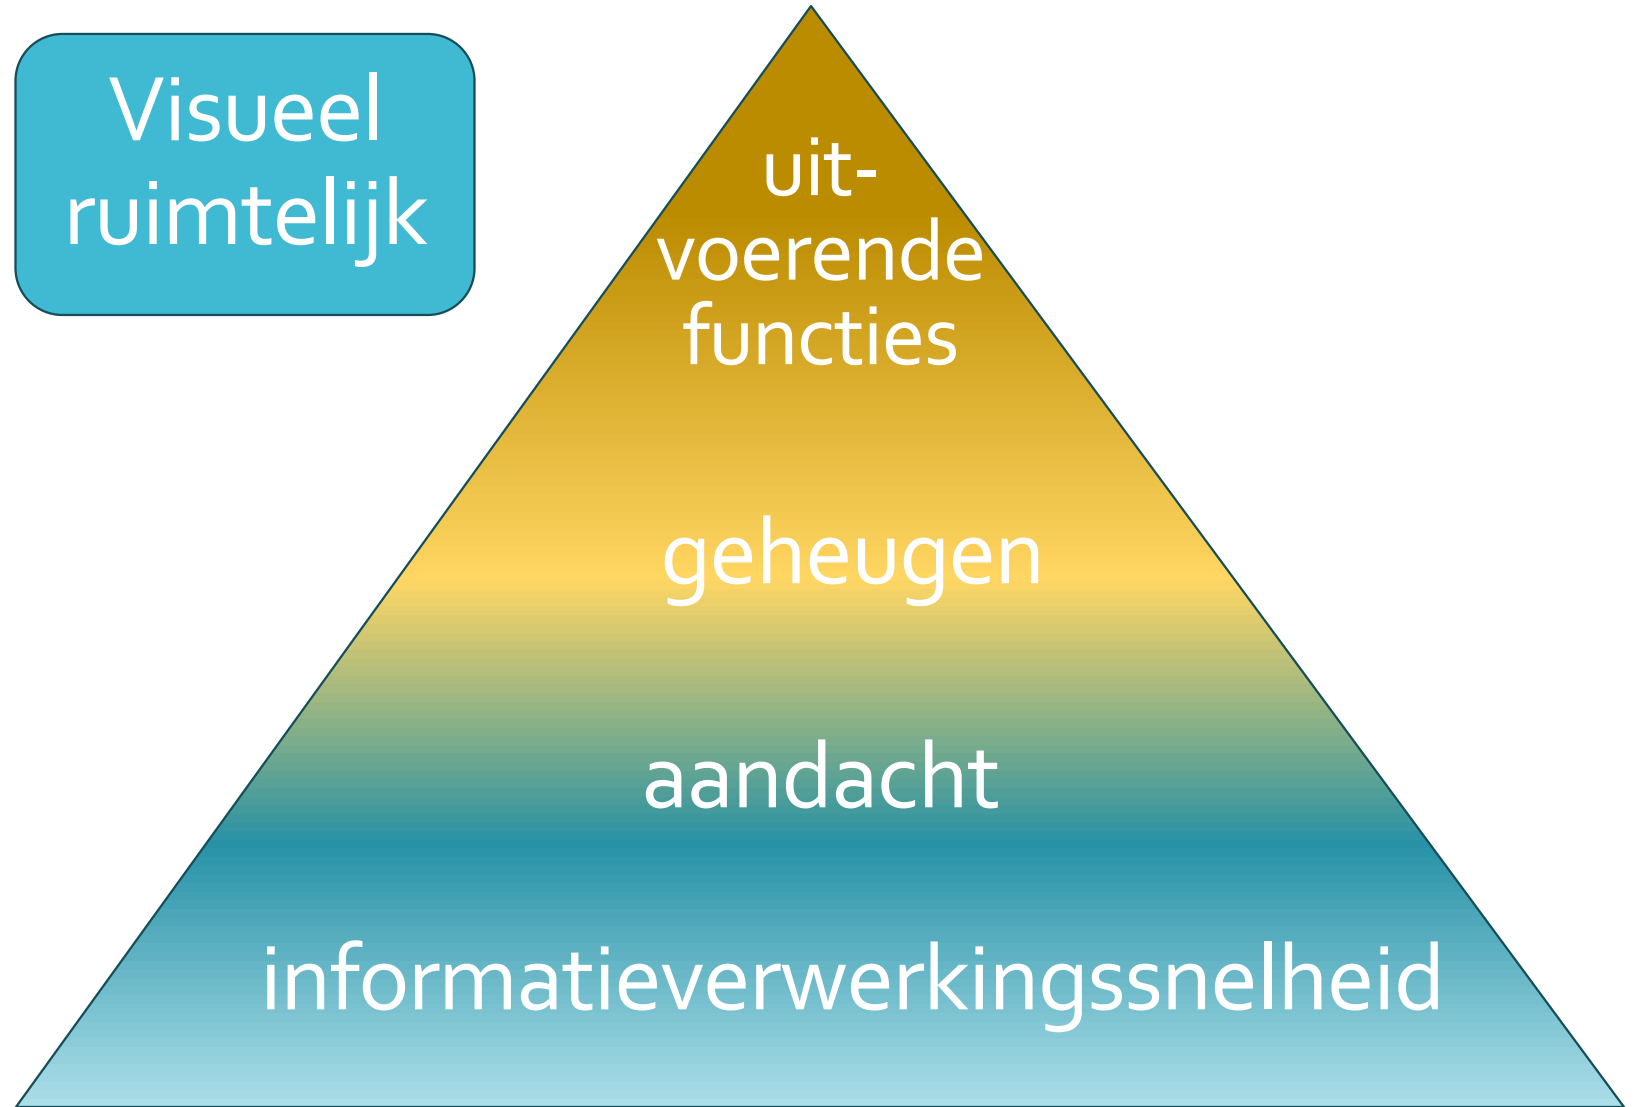 Visueel
ruimtelijk
uit-
voerende
functies
geheugen
aandacht
informatieverwerkingssnelheid